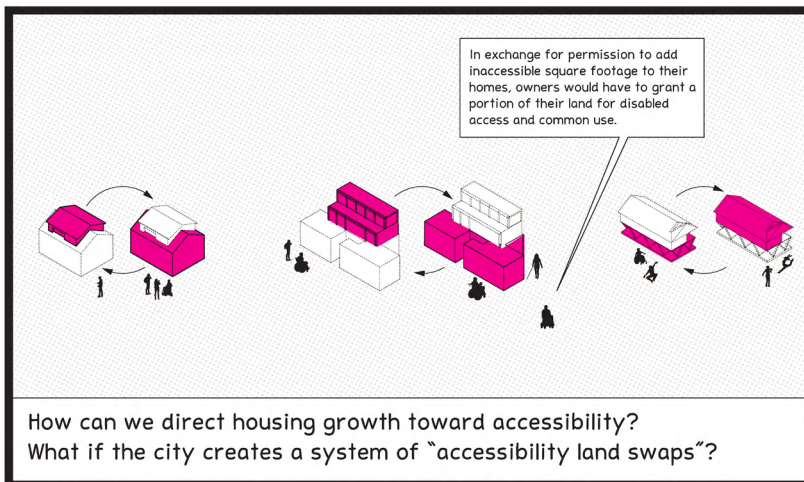 In exchange for permission to add
inaccessible square footage to their
homes, owners would have to grant a
portion of their land for disabled
access and common use.
How can we direct housing growth toward accessibility?
What if the city creates a system of “accessibility land swaps”?